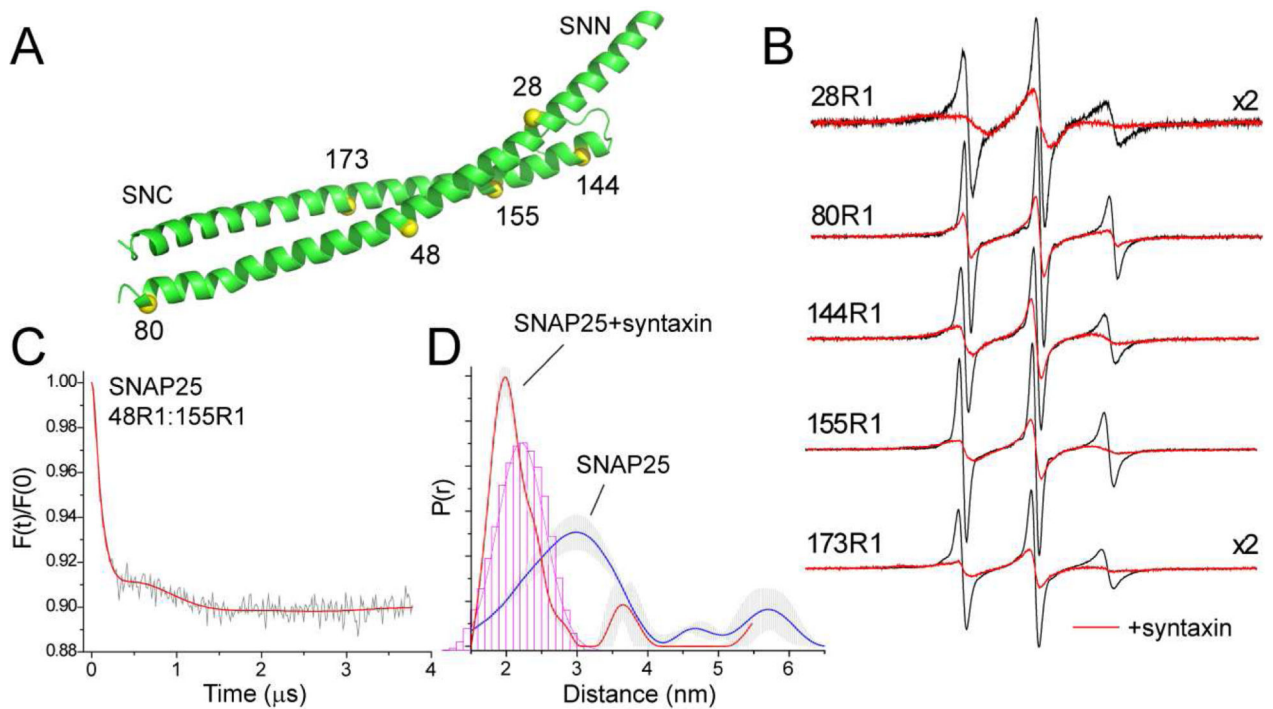 A
SNN
28
173
SNC
144
155
48
80
B
28R1
x2
80R1
144R1
155R1
173R1
x2
+syntaxin
C
SNAP25
48R1:155R1
1.00
0.98
0.96
0.94
0.92
0.90
0.88
F(t)/F(0)
0
1
2
3
4
Time (μs)
D
SNAP25+syntaxin
SNAP25
P(r)
2
3
4
5
6
Distance (nm)